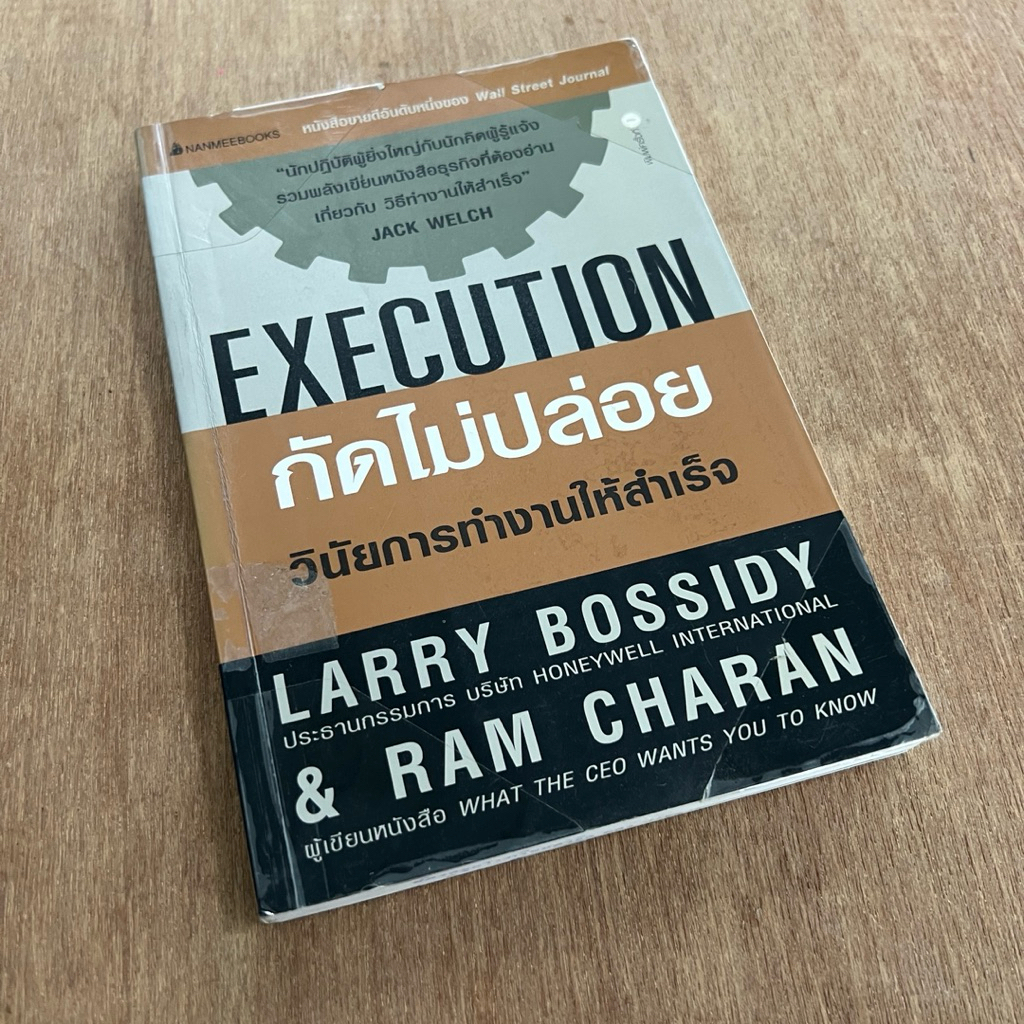 NANMEEBOOKS
หนังสือขายดีอันดับหนึ่งของ Wall Street Journal
"นักปฏิบัติผู้ยิ่งใหญ่กับนักคิดผู้รู้แจ้ง
รวมพลังเขียนหนังสือธุรกิจที่ต้องอ่าน
เกี่ยวกับ วิธีทำงานให้สำเร็จ"
JACK WELCH
EXECUTION
กัดไม่ปล่อย
วินัยการทำงานให้สำเร็จ
LARRY BOSSIDY
ประธานกรรมการ บริษัท HONEYWELL INTERNATIONAL
& RAM CHARAN
ผู้เขียนหนังสือ WHAT THE CEO WANTS YOU TO KNOW